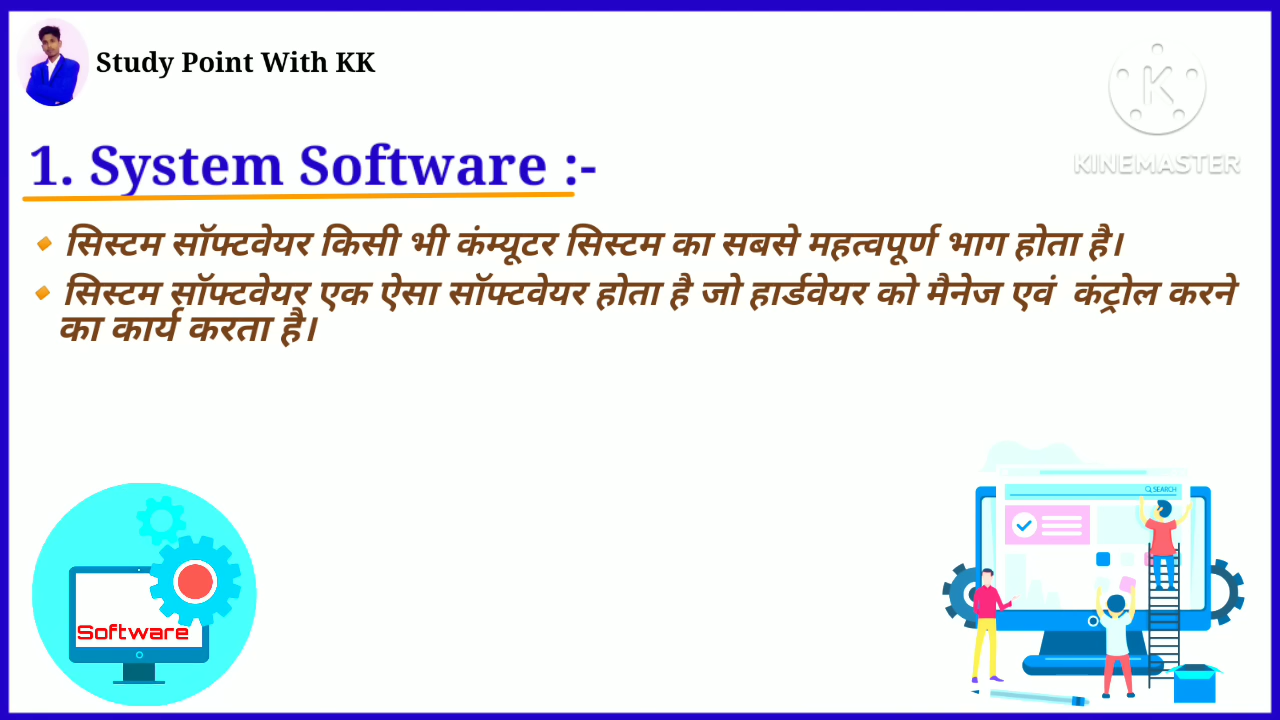 Study Point With KK
KINEMASTER
1. System Software :-
सिस्टम सॉफ्टवेयर किसी भी कंम्यूटर सिस्टम का सबसे महत्वपूर्ण भाग होता है।
सिस्टम सॉफ्टवेयर एक ऐसा सॉफ्टवेयर होता है जो हार्डवेयर को मैनेज एवं कंट्रोल करने
का कार्य करता है।
SEARCH
Software